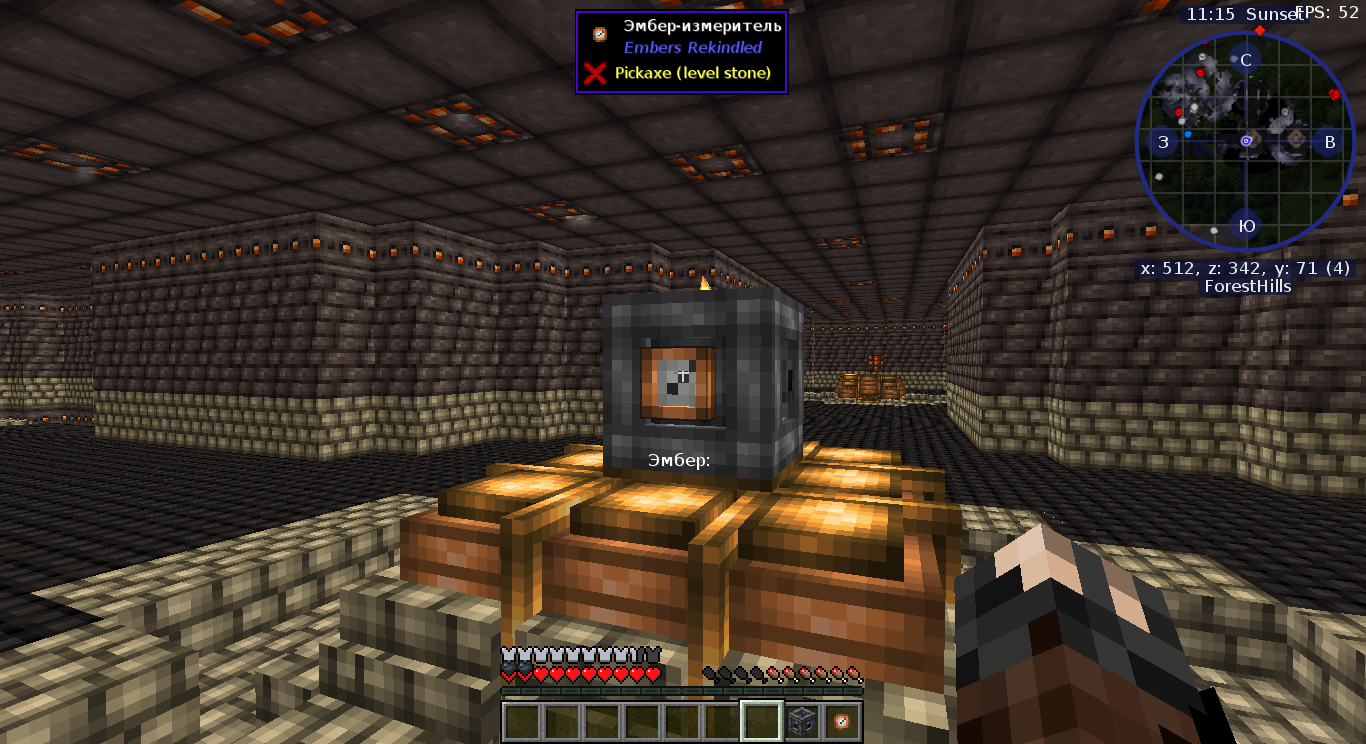 Эмбер-измеритель
Embers Rekindled
Pickaxe (level stone)
11:15 Sunset
FPS: 52
С
З
В
Ю
x: 512, z: 342, y: 71 (4)
ForestHills
Эмбер: